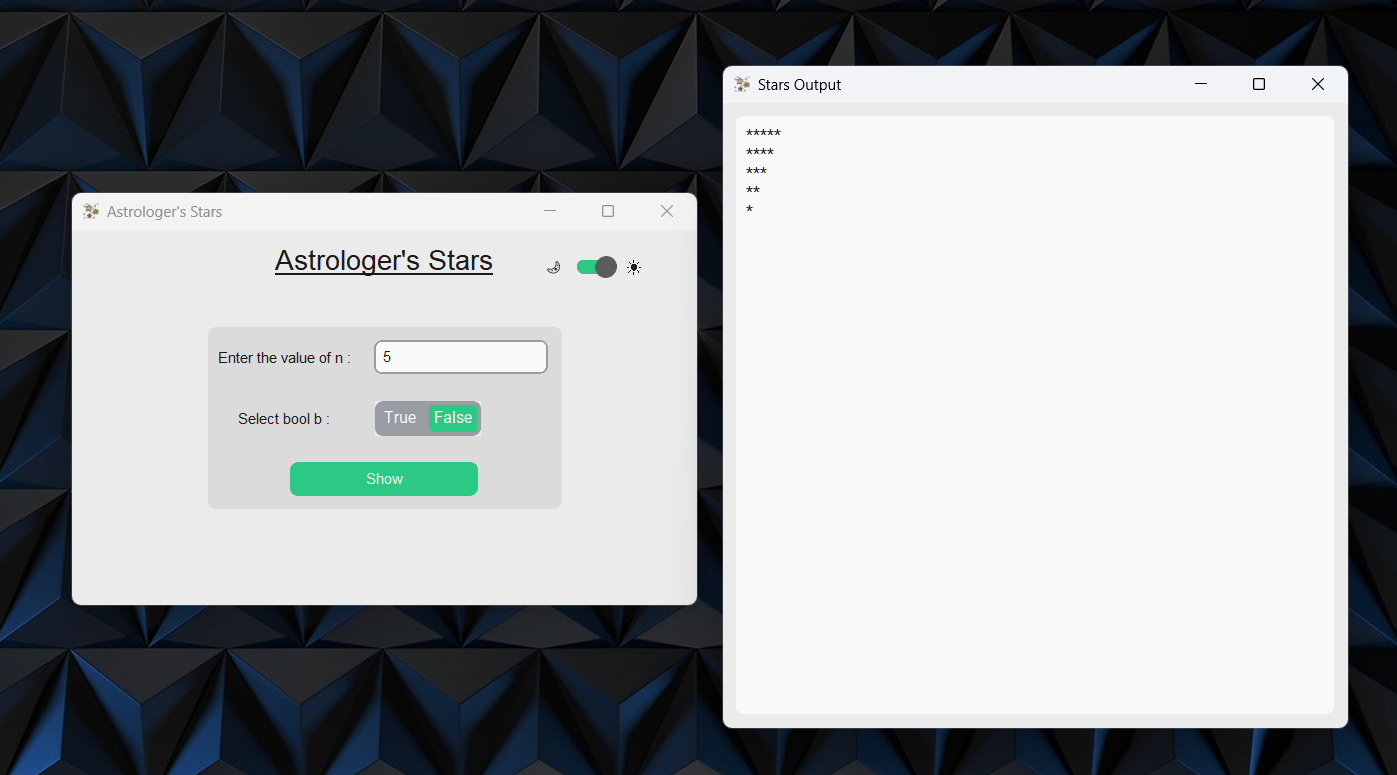 Astrologer's Stars
Astrologer's Stars
Enter the value of n : 5
Select bool b : True False
Show
Stars Output
*****
****
***
**
*